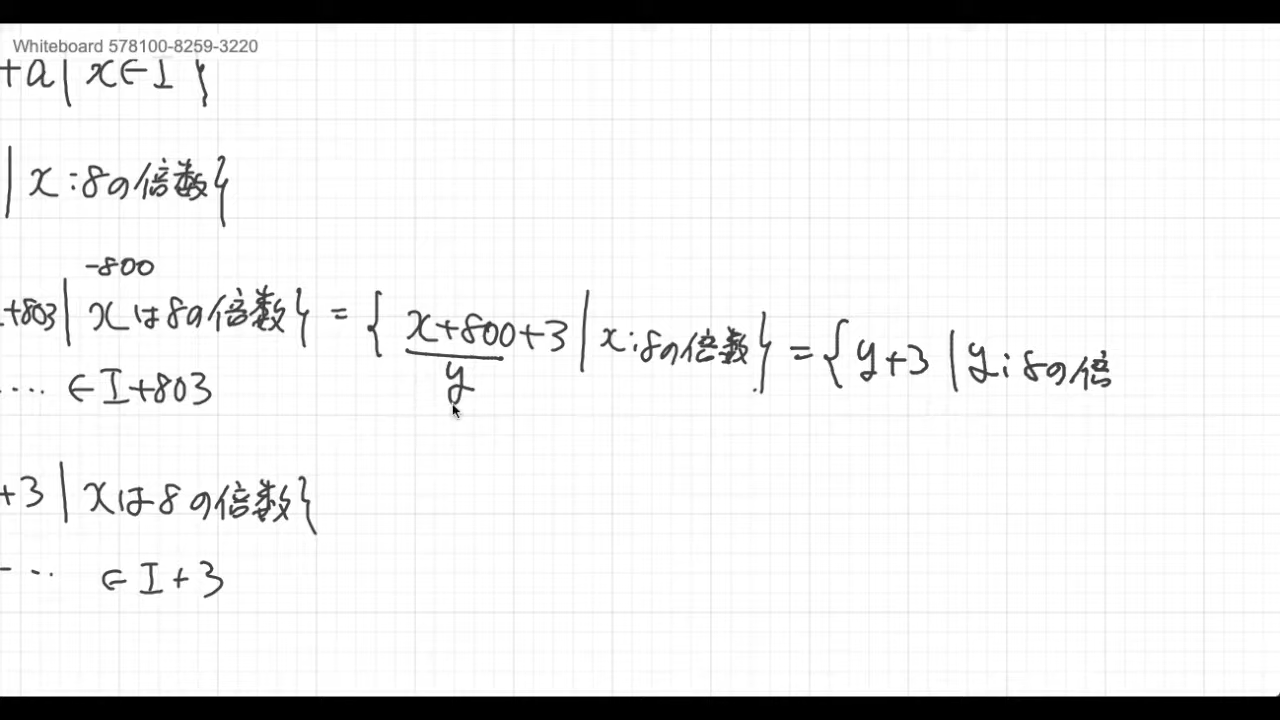 Whiteboard 578100-8259-3220
+a | x∈I }
| x:8の倍数}
-800
+803 | xは8の倍数} = { x+800+3 | x:8の倍数} = { y+3 | y:8の倍
y
… ∈ I+803
+3 | xは8の倍数}
… ∈ I+3